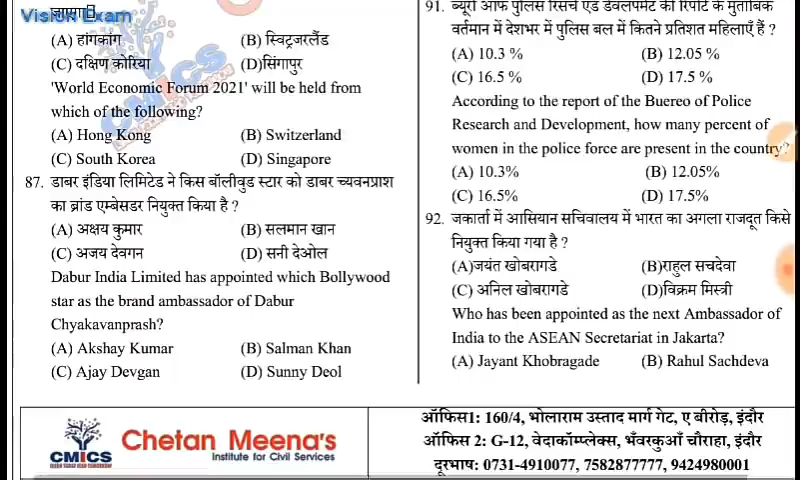 Vision Exam
जाएगा
(A) हांगकांग (B) स्विट्रजरलैंड
(C) दक्षिण कोरिया (D)सिंगापुर
'World Economic Forum 2021' will be held from
which of the following?
(A) Hong Kong (B) Switzerland
(C) South Korea (D) Singapore
87. डाबर इंडिया लिमिटेड ने किस बॉलीवुड स्टार को डाबर च्यवनप्राश
का ब्रांड एम्बेसडर नियुक्त किया है ?
(A) अक्षय कुमार (B) सलमान खान
(C) अजय देवगन (D) सनी देओल
Dabur India Limited has appointed which Bollywood
star as the brand ambassador of Dabur
Chyakavanprash?
(A) Akshay Kumar (B) Salman Khan
(C) Ajay Devgan (D) Sunny Deol
91. ब्यूरो ऑफ पुलिस रिसर्च एंड डेवलपमेंट की रिपोर्ट के मुताबिक
वर्तमान में देशभर में पुलिस बल में कितने प्रतिशत महिलाएँ हैं ?
(A) 10.3 % (B) 12.05 %
(C) 16.5 % (D) 17.5 %
According to the report of the Buereo of Police
Research and Development, how many percent of
women in the police force are present in the country?
(A) 10.3% (B) 12.05%
(C) 16.5% (D) 17.5%
92. जकार्ता में आसियान सचिवालय में भारत का अगला राजदूत किसे
नियुक्त किया गया है ?
(A)जयंत खोबरागडे (B)राहुल सचदेवा
(C) अनिल खोबरागडे (D)विक्रम मिस्त्री
Who has been appointed as the next Ambassador of
India to the ASEAN Secretariat in Jakarta?
(A) Jayant Khobragade (B) Rahul Sachdeva
CMICS
Chetan Meena's
Institute for Civil Services
ऑफिस1: 160/4, भोलाराम उस्ताद मार्ग गेट, ए बीरोड़, इंदौर
ऑफिस 2: G-12, वेदाकॉम्प्लेक्स, भँवरकुआँ चौराहा, इंदौर
दूरभाष: 0731-4910077, 7582877777, 9424980001